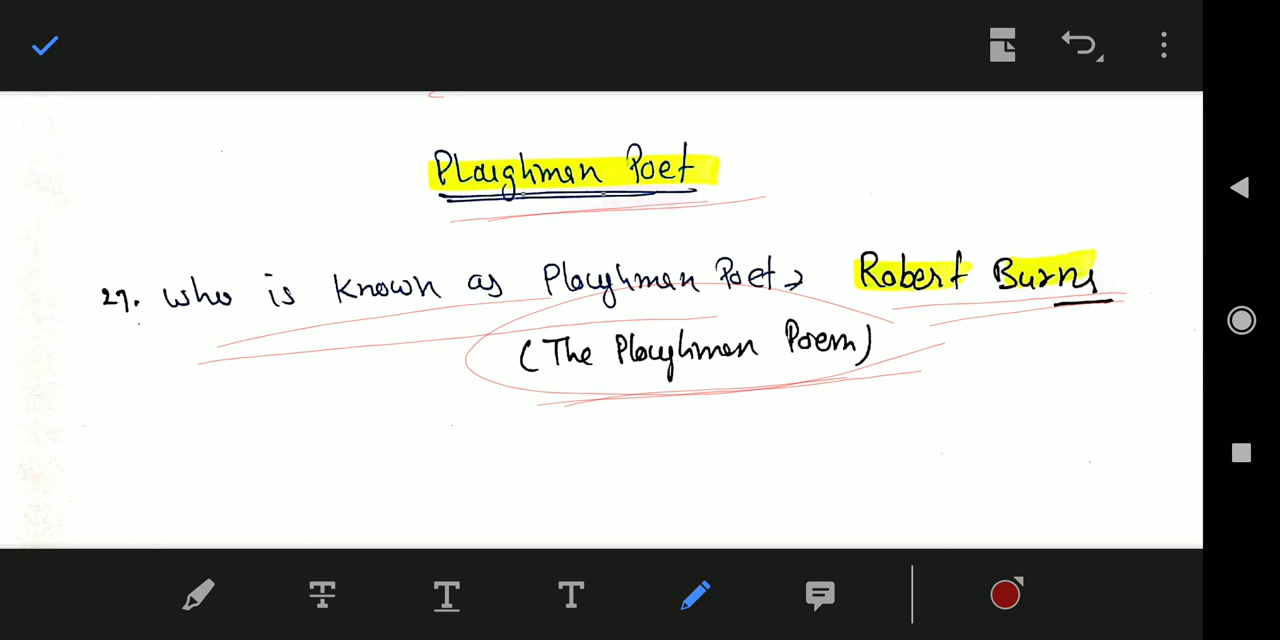 Ploughman Poet
27. Who is known as Ploughman Poet → Robert Burns
(The Ploughman Poem)